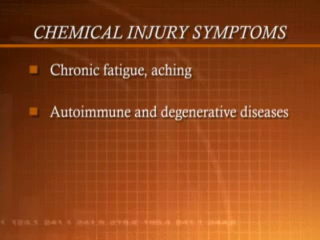 CHEMICAL INJURY SYMPTOMS
Chronic fatigue, aching
Autoimmune and degenerative diseases